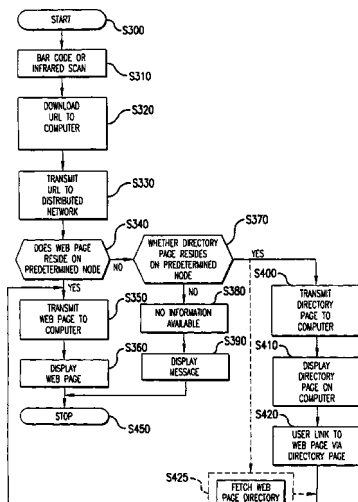 START
S300
BAR CODE OR
INFRARED SCAN
S310
DOWNLOAD
URL TO
COMPUTER
S320
TRANSMIT
URL TO
DISTRIBUTED
NETWORK
S330
DOES WEB PAGE
RESIDE ON
PREDETERMINED NODE
S340
NO
YES
WHETHER DIRECTORY
PAGE RESIDES
ON PREDETERMINED
NODE
S370
YES
NO
TRANSMIT
WEB PAGE TO
COMPUTER
S350
NO INFORMATION
AVAILABLE
S380
TRANSMIT
DIRECTORY
PAGE TO
COMPUTER
S400
DISPLAY
WEB PAGE
S360
DISPLAY
MESSAGE
S390
DISPLAY
DIRECTORY
PAGE ON
COMPUTER
S410
STOP
S450
USER LINK TO
WEB PAGE VIA
DIRECTORY PAGE
S420
S425
FETCH WEB
PAGE DIRECTORY